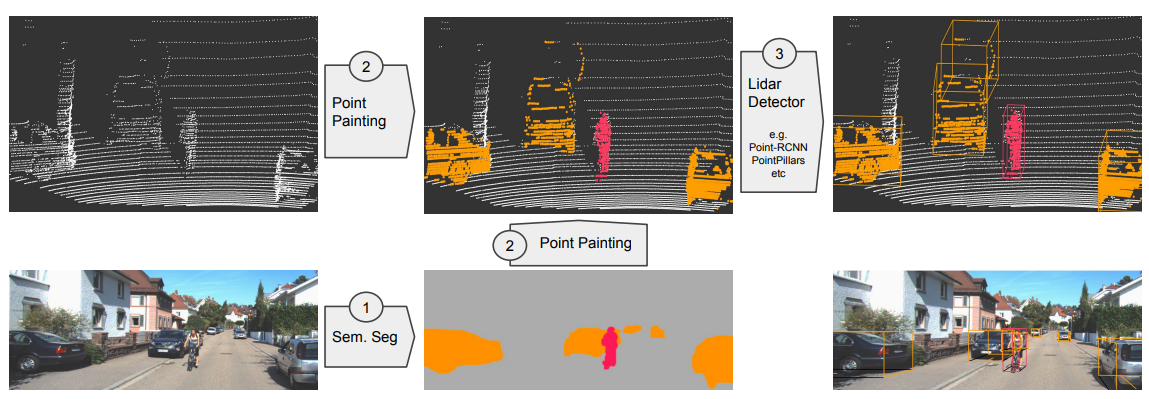 2
Point
Painting
3
Lidar
Detector
e.g.
Point-RCNN
PointPillars
etc
2
Point Painting
1
Sem. Seg